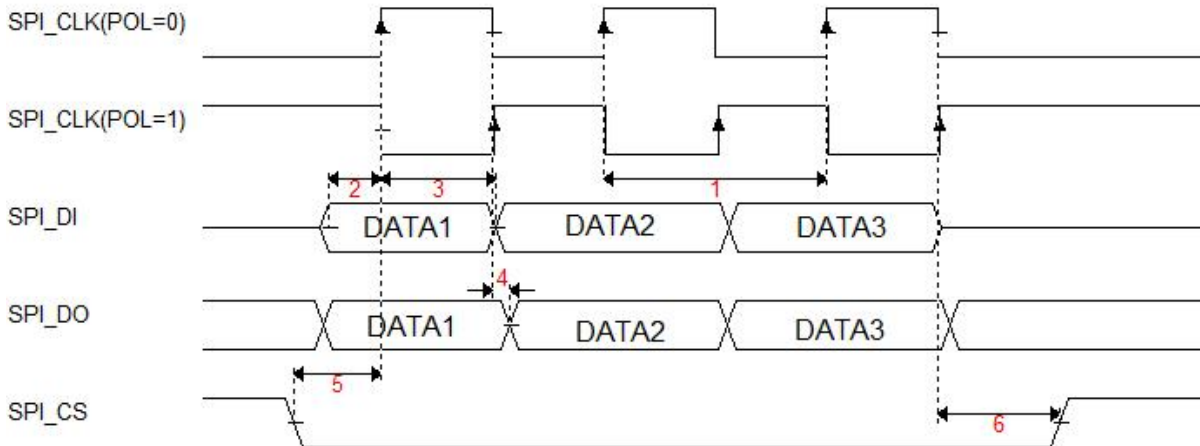 SPI_CLK(POL=0)
SPI_CLK(POL=1)
2 3 1
SPI_DI DATA1 DATA2 DATA3
4
SPI_DO DATA1 DATA2 DATA3
5 6
SPI_CS